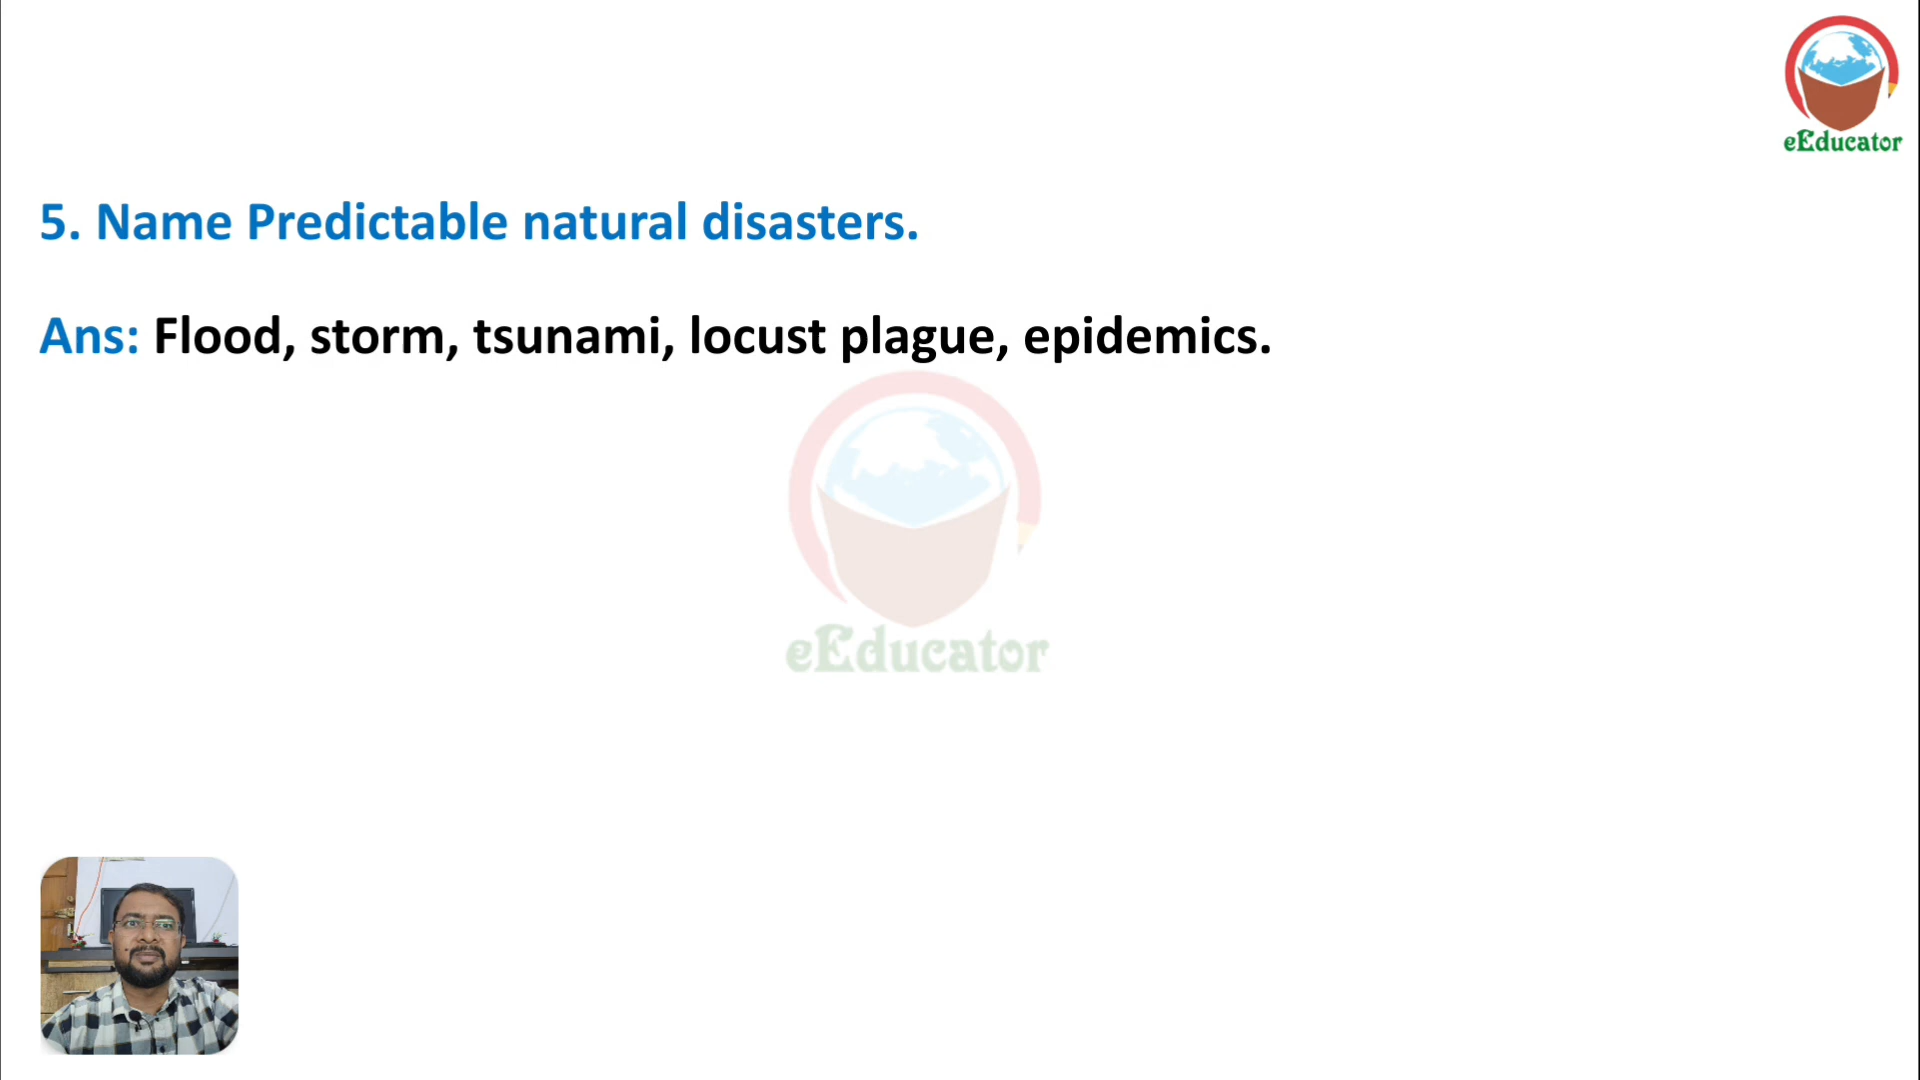 eEducator
5. Name Predictable natural disasters.
Ans: Flood, storm, tsunami, locust plague, epidemics.
eEducator